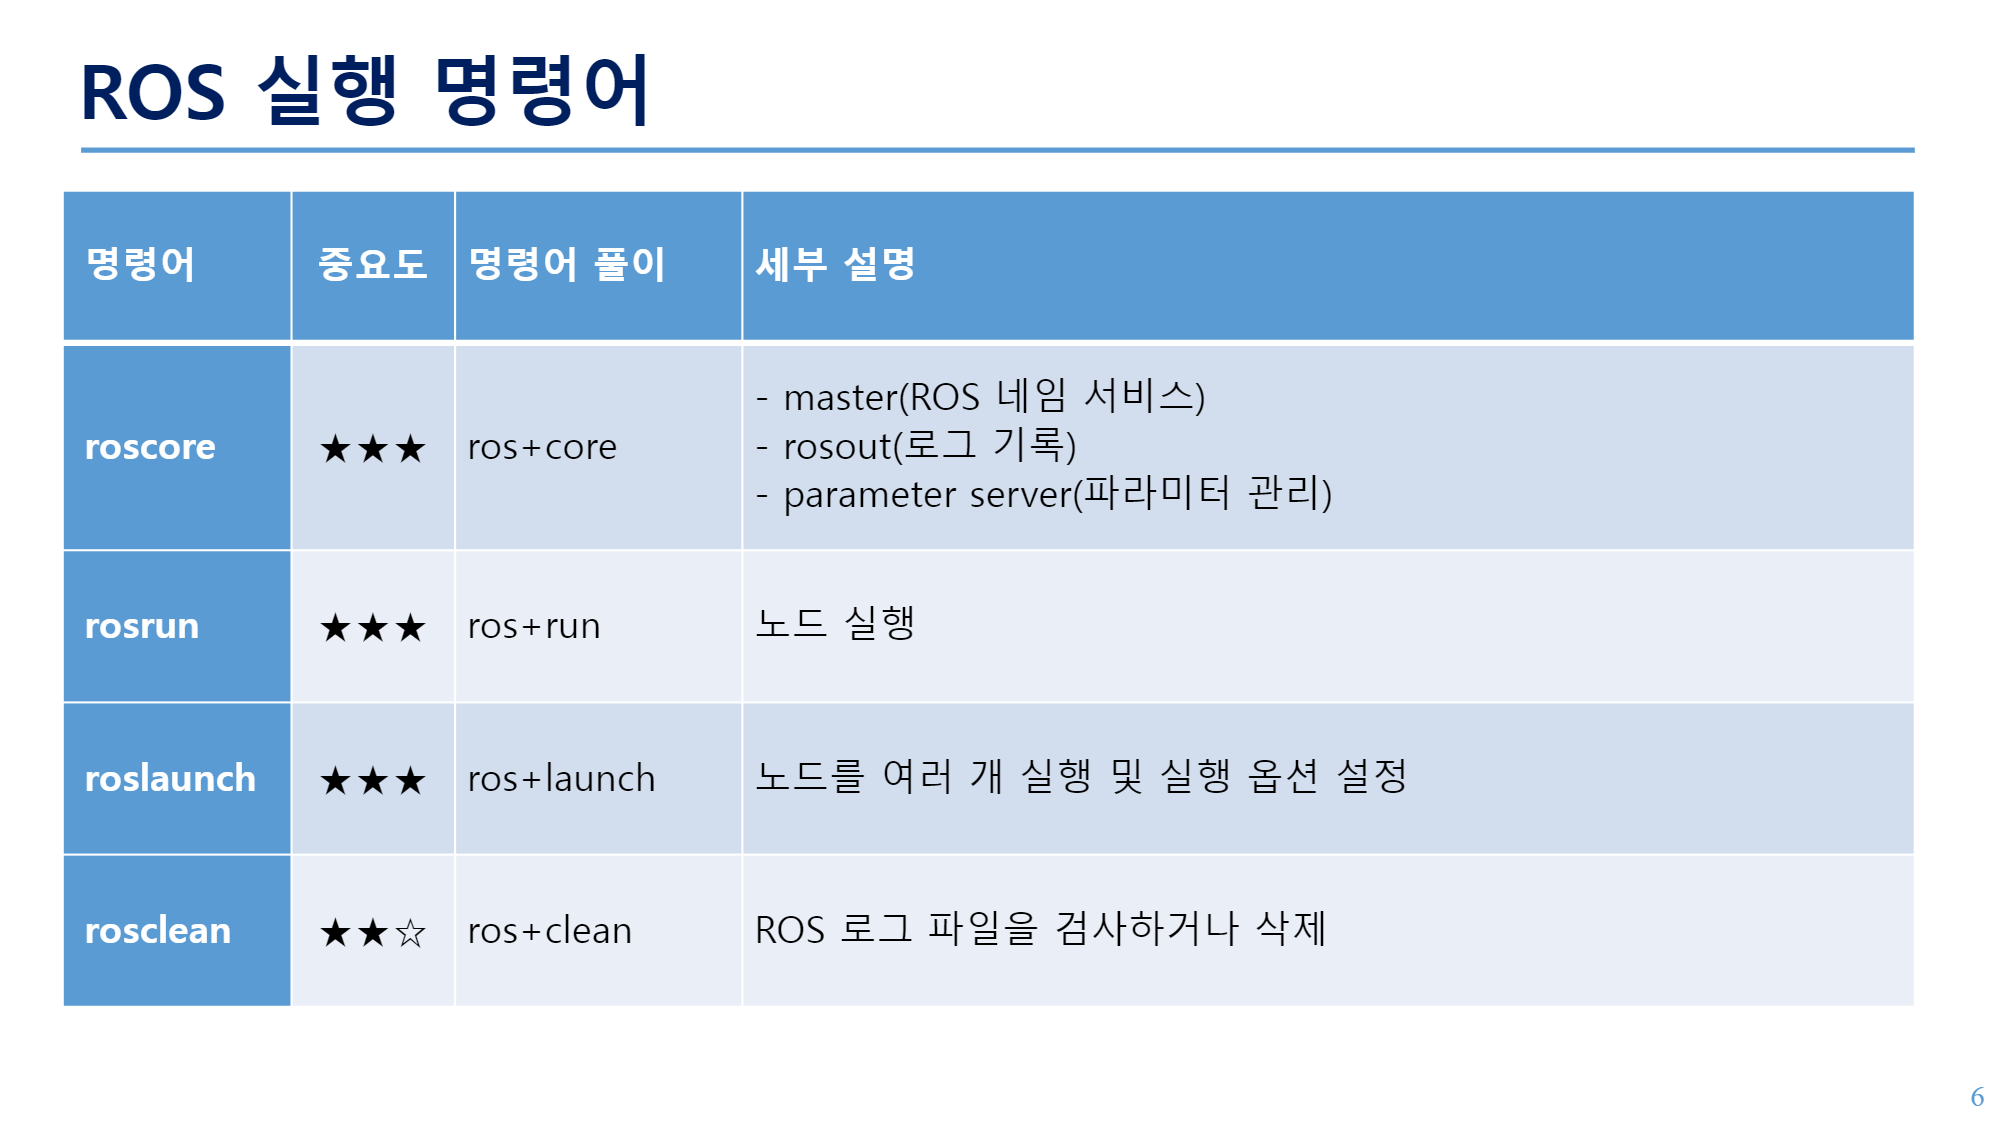 ROS 실행 명령어
명령어 중요도 명령어 풀이 세부 설명
roscore ★★★ ros+core
- master(ROS 네임 서비스)
- rosout(로그 기록)
- parameter server(파라미터 관리)
rosrun ★★★ ros+run 노드 실행
roslaunch ★★★ ros+launch 노드를 여러 개 실행 및 실행 옵션 설정
rosclean ★★☆ ros+clean ROS 로그 파일을 검사하거나 삭제
6